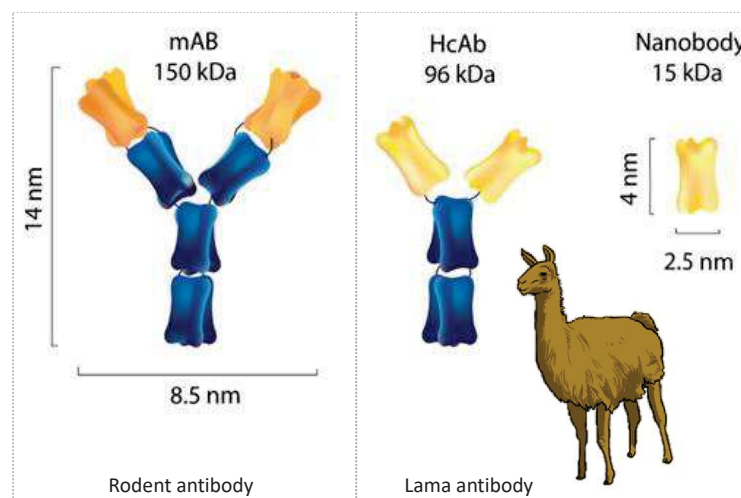 mAB
150 kDa
HcAb
96 kDa
Nanobody
15 kDa
14 nm
4 nm
2.5 nm
8.5 nm
Rodent antibody
Lama antibody